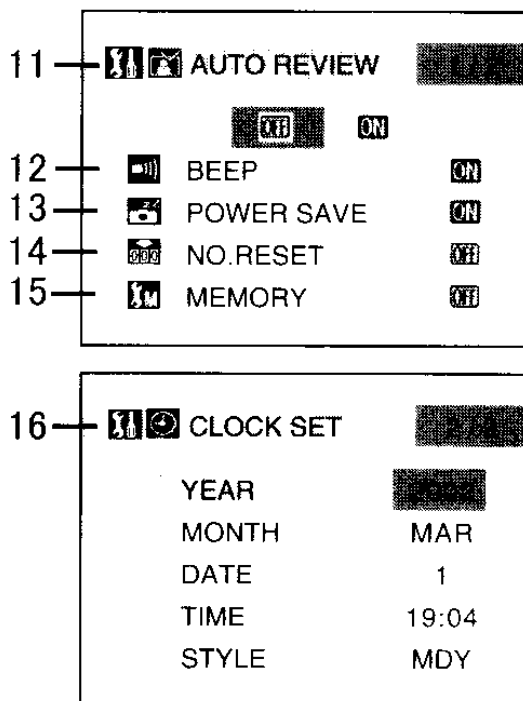 11 AUTO REVIEW
OFF ON
12 BEEP ON
13 POWER SAVE ON
14 NO.RESET OFF
15 MEMORY OFF
16 CLOCK SET
YEAR
MONTH MAR
DATE 1
TIME 19:04
STYLE MDY